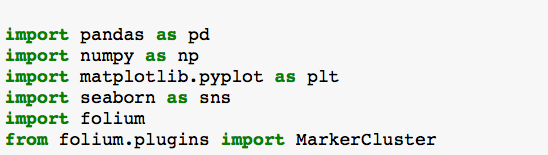 import pandas as pd
import numpy as np
import matplotlib.pyplot as plt
import seaborn as sns
import folium
from folium.plugins import MarkerCluster